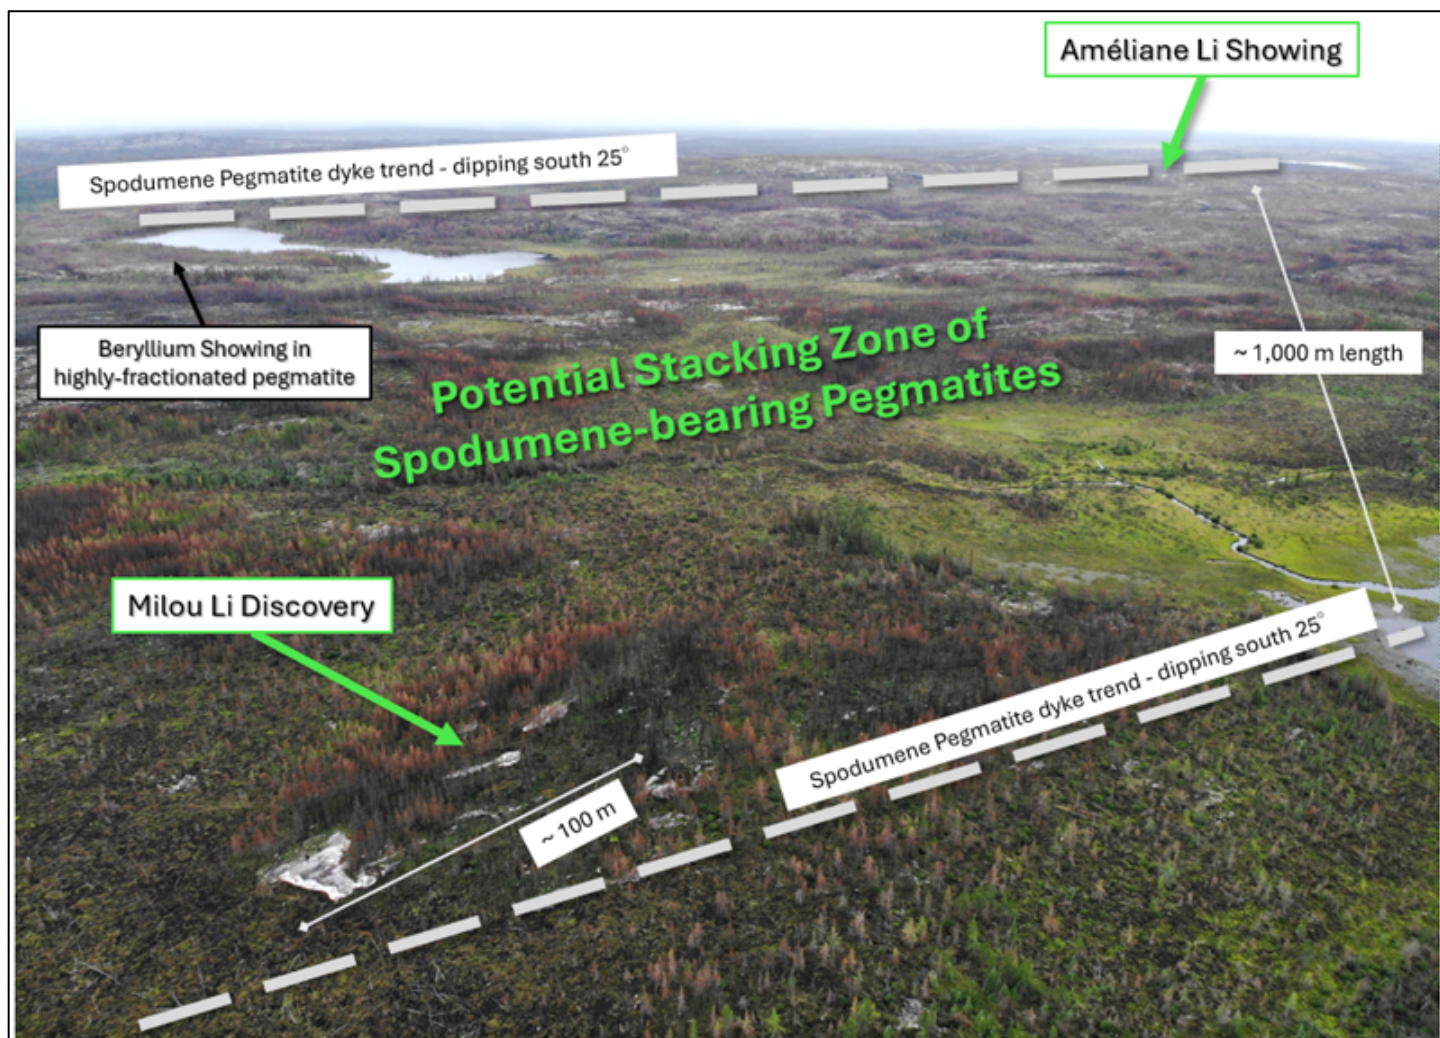 Améliane Li Showing
Spodumene Pegmatite dyke trend - dipping south 25°
Beryllium Showing in
highly-fractionated pegmatite
~ 1,000 m length
Potential Stacking Zone of
Spodumene-bearing Pegmatites
Milou Li Discovery
Spodumene Pegmatite dyke trend - dipping south 25°
~ 100 m